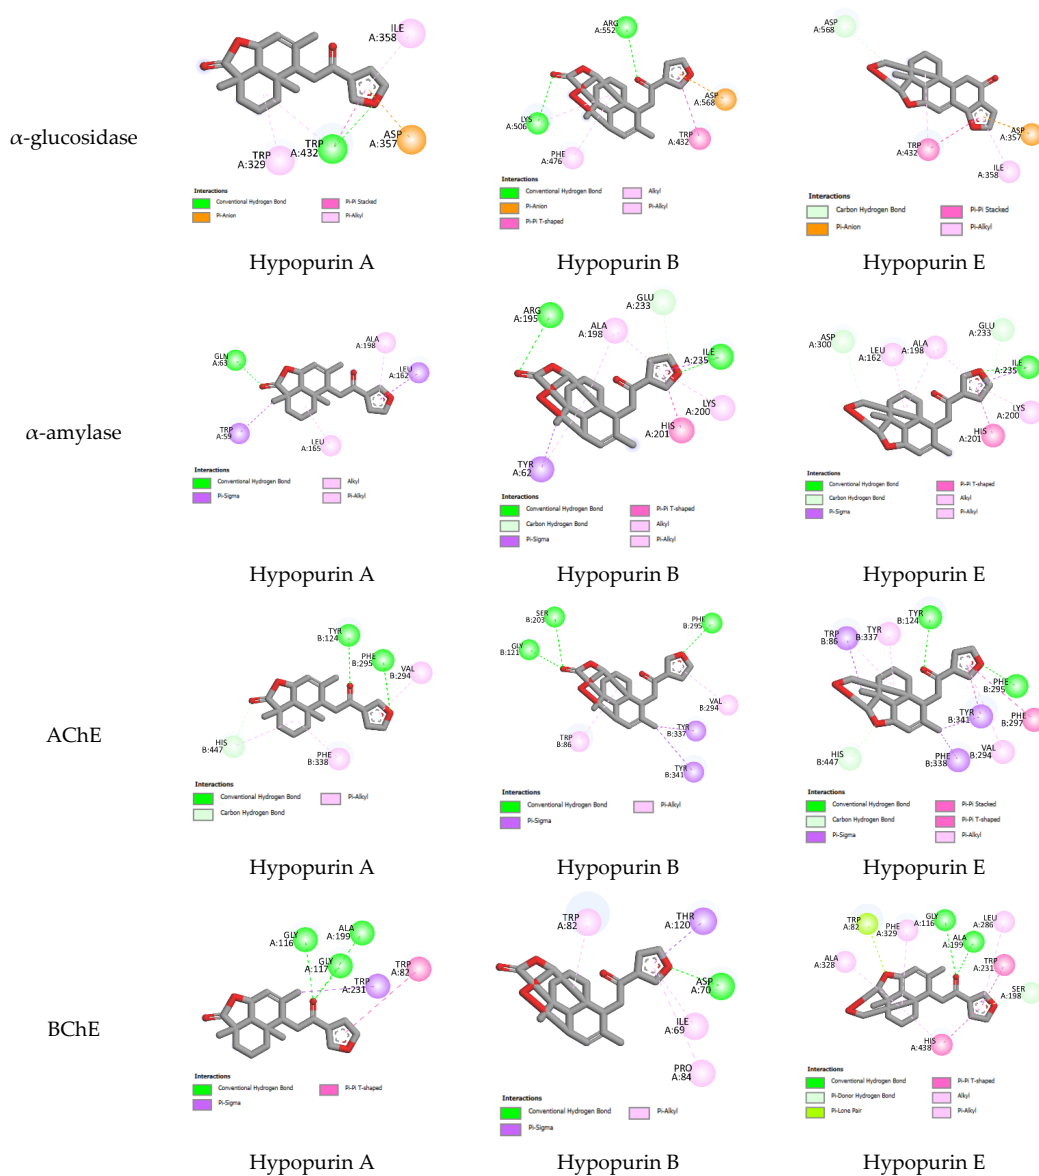 α-glucosidase
ILE
A:358
TRP
A:432
ASP
A:357
TRP
A:329
Interactions
Conventional Hydrogen Bond
Pi-Anion
Pi-Pi Stacked
Pi-Alkyl
Hypopurin A
ARG
A:552
ASP
A:568
LYS
A:506
TRP
A:432
PHE
A:476
Interactions
Conventional Hydrogen Bond
Pi-Anion
Pi-Pi T-shaped
Alkyl
Pi-Alkyl
Hypopurin B
ASP
A:568
ASP
A:357
TRP
A:432
ILE
A:358
Interactions
Carbon Hydrogen Bond
Pi-Anion
Pi-Pi Stacked
Pi-Alkyl
Hypopurin E
α-amylase
GLN
A:63
ALA
A:198
LEU
A:162
TRP
A:59
LEU
A:165
Interactions
Conventional Hydrogen Bond
Pi-Sigma
Alkyl
Pi-Alkyl
Hypopurin A
ARG
A:195
ALA
A:198
GLU
A:233
ILE
A:235
LYS
A:200
HIS
A:201
TYR
A:62
Interactions
Conventional Hydrogen Bond
Carbon Hydrogen Bond
Pi-Sigma
Pi-Pi T-shaped
Alkyl
Pi-Alkyl
Hypopurin B
ASP
A:300
LEU
A:162
ALA
A:198
GLU
A:233
ILE
A:235
LYS
A:200
HIS
A:201
Interactions
Conventional Hydrogen Bond
Carbon Hydrogen Bond
Pi-Sigma
Pi-Pi T-shaped
Alkyl
Pi-Alkyl
Hypopurin E
AChE
TYR
B:124
PHE
B:295
VAL
B:294
HIS
B:447
PHE
B:338
Interactions
Conventional Hydrogen Bond
Carbon Hydrogen Bond
Pi-Alkyl
Hypopurin A
SER
B:203
GLY
B:121
PHE
B:295
VAL
B:294
TRP
B:86
TYR
B:337
TYR
B:341
Interactions
Conventional Hydrogen Bond
Pi-Sigma
Pi-Alkyl
Hypopurin B
TRP
B:86
TYR
B:337
TYR
B:124
PHE
B:295
TYR
B:341
PHE
B:297
HIS
B:447
PHE
B:338
VAL
B:294
Interactions
Conventional Hydrogen Bond
Carbon Hydrogen Bond
Pi-Sigma
Pi-Pi Stacked
Pi-Pi T-shaped
Pi-Alkyl
Hypopurin E
BChE
GLY
A:116
ALA
A:199
GLY
A:117
TRP
A:231
TRP
A:82
Interactions
Conventional Hydrogen Bond
Pi-Sigma
Pi-Pi T-shaped
Hypopurin A
TRP
A:82
THR
A:120
ASP
A:70
ILE
A:69
PRO
A:84
Interactions
Conventional Hydrogen Bond
Pi-Sigma
Pi-Alkyl
Hypopurin B
TRP
A:82
PHE
A:329
GLY
A:116
LEU
A:286
ALA
A:199
ALA
A:328
TRP
A:231
SER
A:198
HIS
A:438
Interactions
Conventional Hydrogen Bond
Pi-Donor Hydrogen Bond
Pi-Lone Pair
Pi-Pi T-shaped
Alkyl
Pi-Alkyl
Hypopurin E